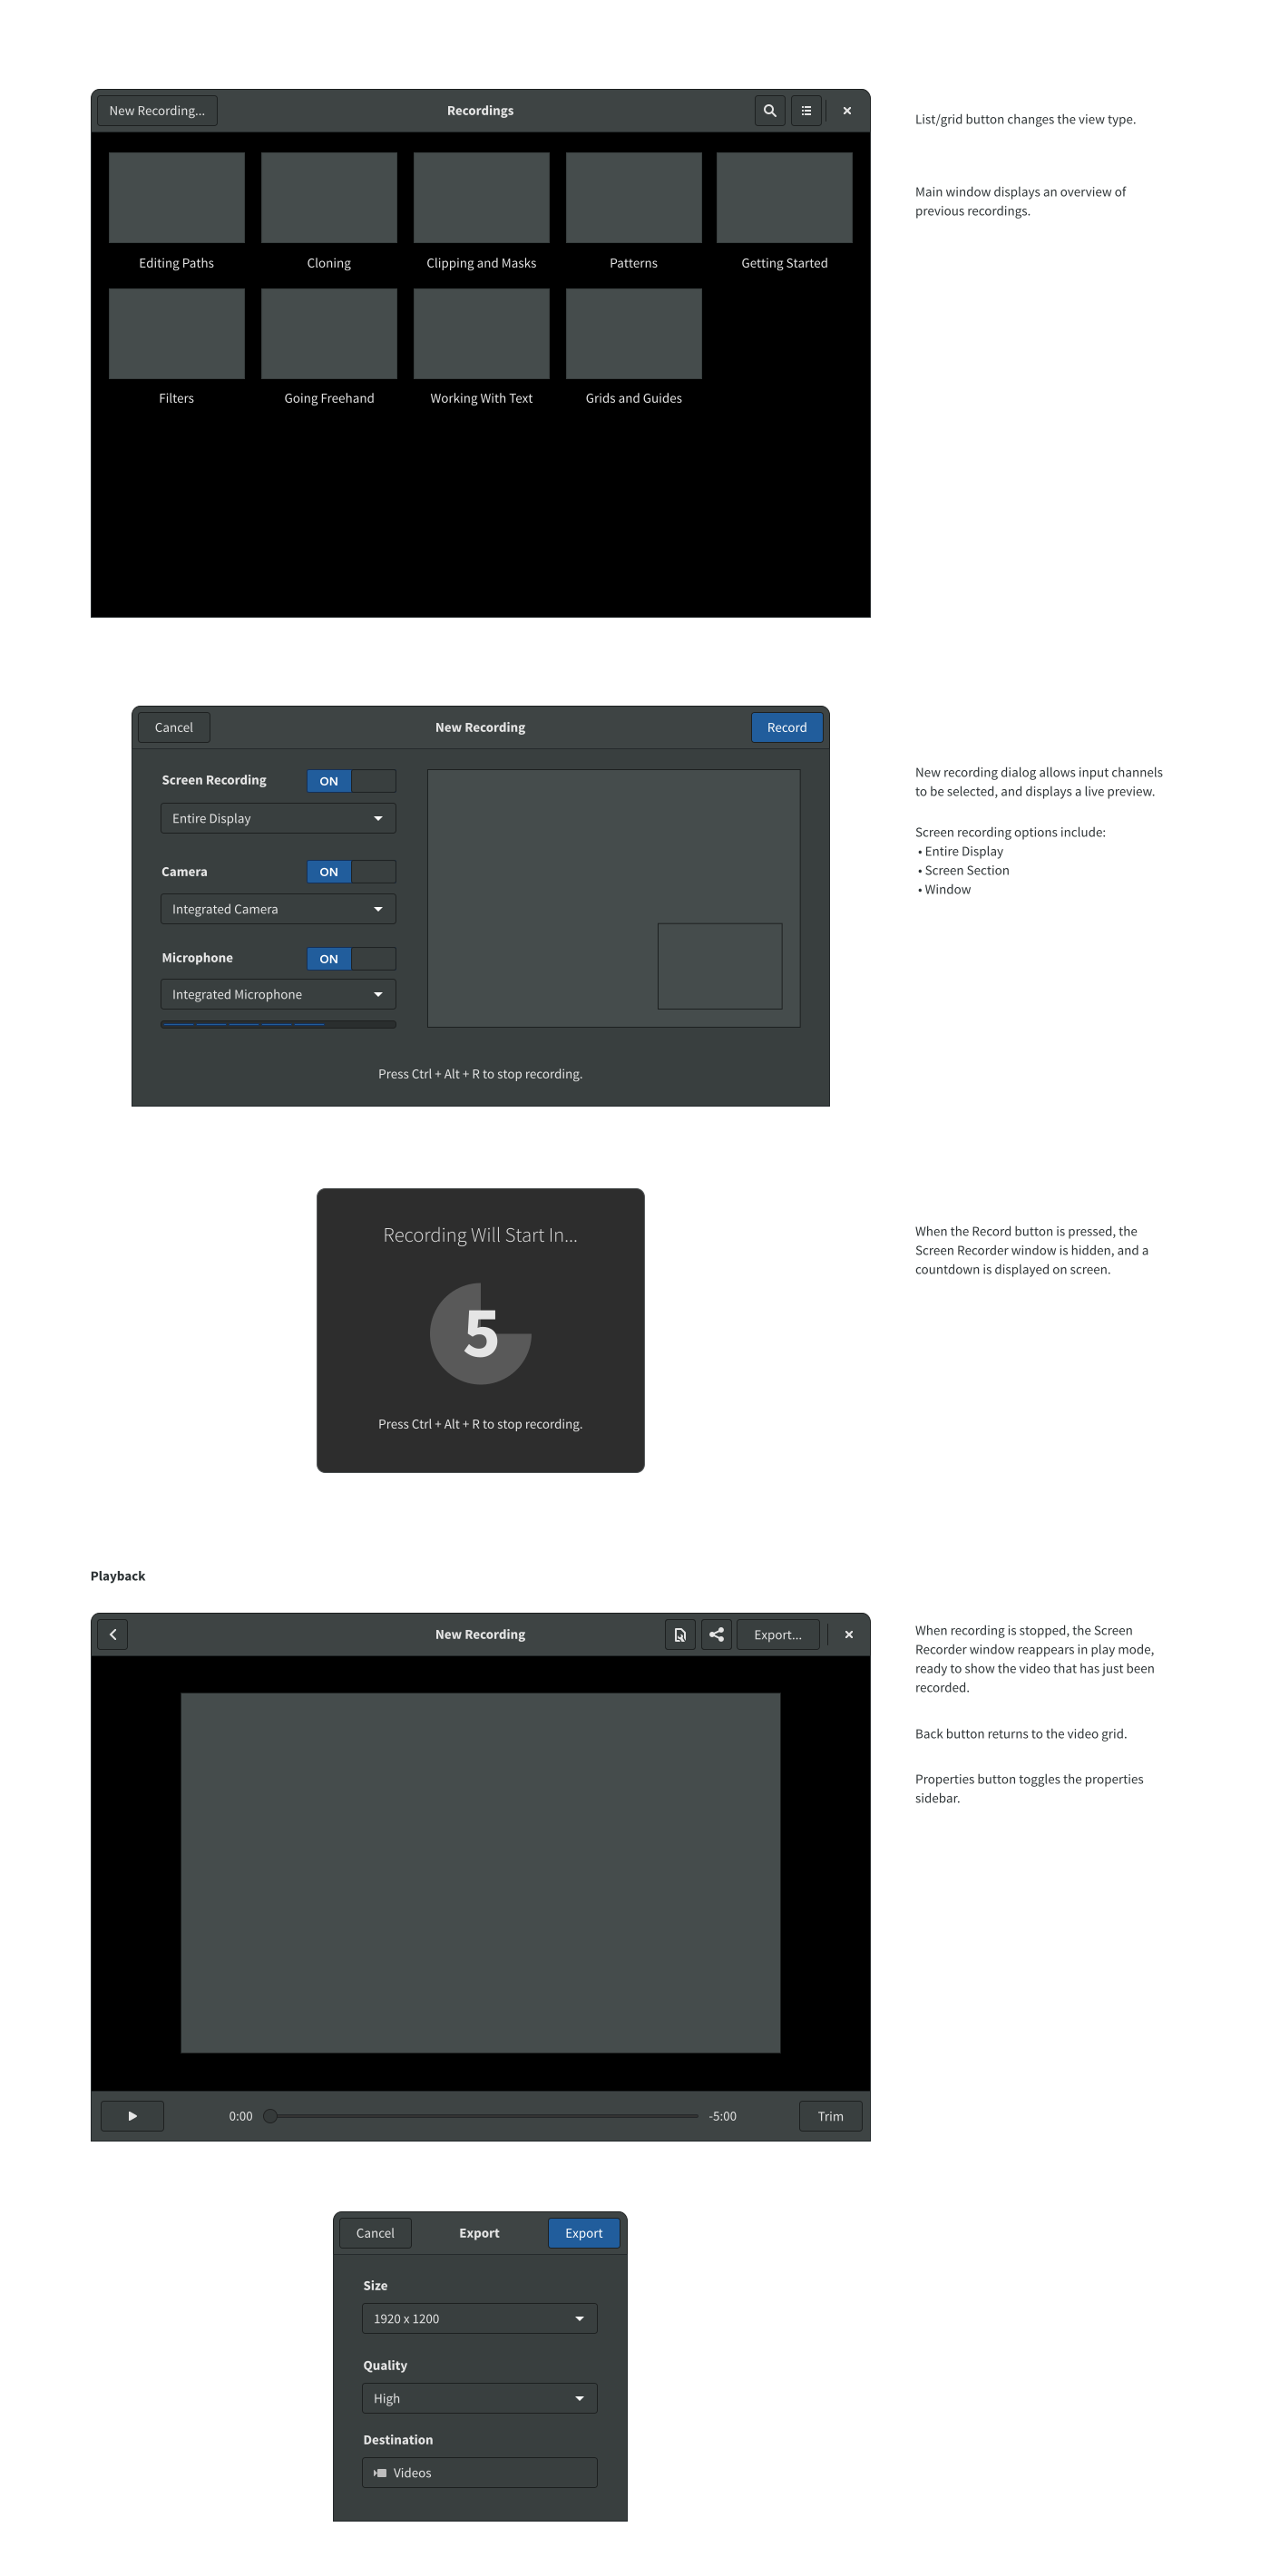 New Recording...
Recordings
List/grid button changes the view type.
Main window displays an overview of
previous recordings.
Editing Paths
Cloning
Clipping and Masks
Patterns
Getting Started
Filters
Going Freehand
Working With Text
Grids and Guides
Cancel
New Recording
Record
Screen Recording
ON
Entire Display
Camera
ON
Integrated Camera
Microphone
ON
Integrated Microphone
Press Ctrl + Alt + R to stop recording.
New recording dialog allows input channels
to be selected, and displays a live preview.
Screen recording options include:
• Entire Display
• Screen Section
• Window
Recording Will Start In...
5
Press Ctrl + Alt + R to stop recording.
When the Record button is pressed, the
Screen Recorder window is hidden, and a
countdown is displayed on screen.
Playback
New Recording
Export...
When recording is stopped, the Screen
Recorder window reappears in play mode,
ready to show the video that has just been
recorded.
Back button returns to the video grid.
Properties button toggles the properties
sidebar.
0:00
-5:00
Trim
Cancel
Export
Export
Size
1920 x 1200
Quality
High
Destination
Videos